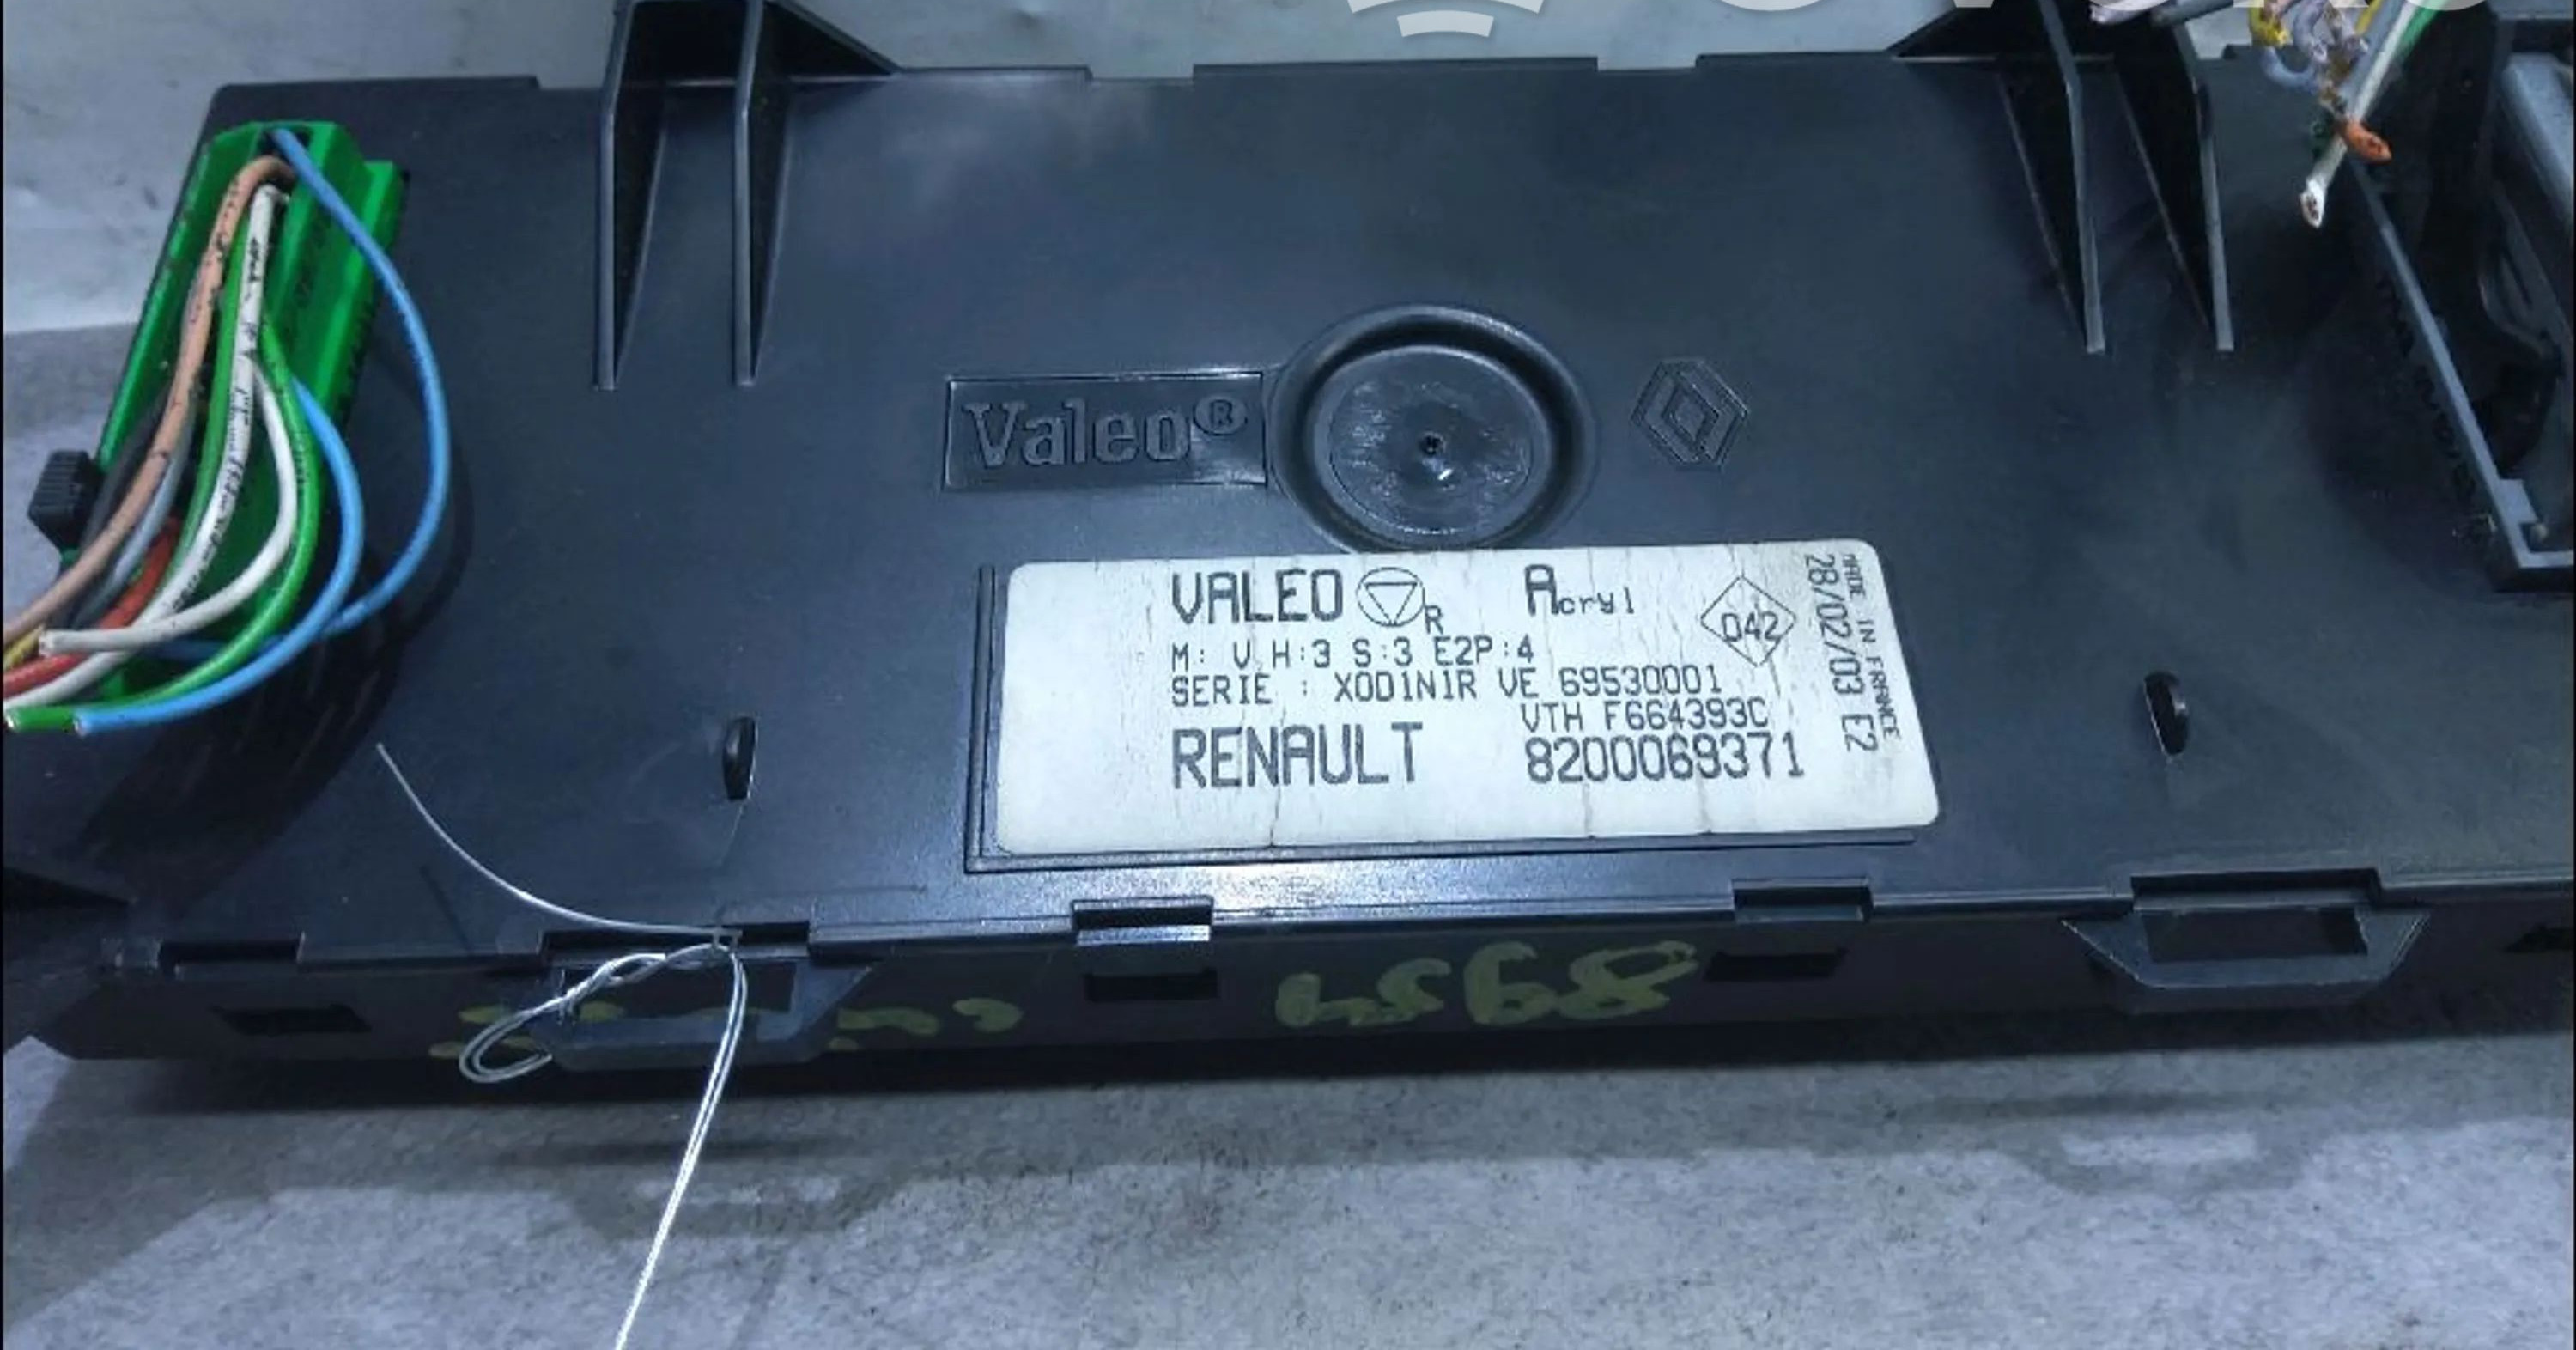 Valeo®
VALEO R Acryl
042
MADE IN FRANCE
28/02/03 E2
M: V H:3 S:3 E2P:4
SERIE : X0D1N1R VE 69530001
VTH F664393C
RENAULT 8200069371